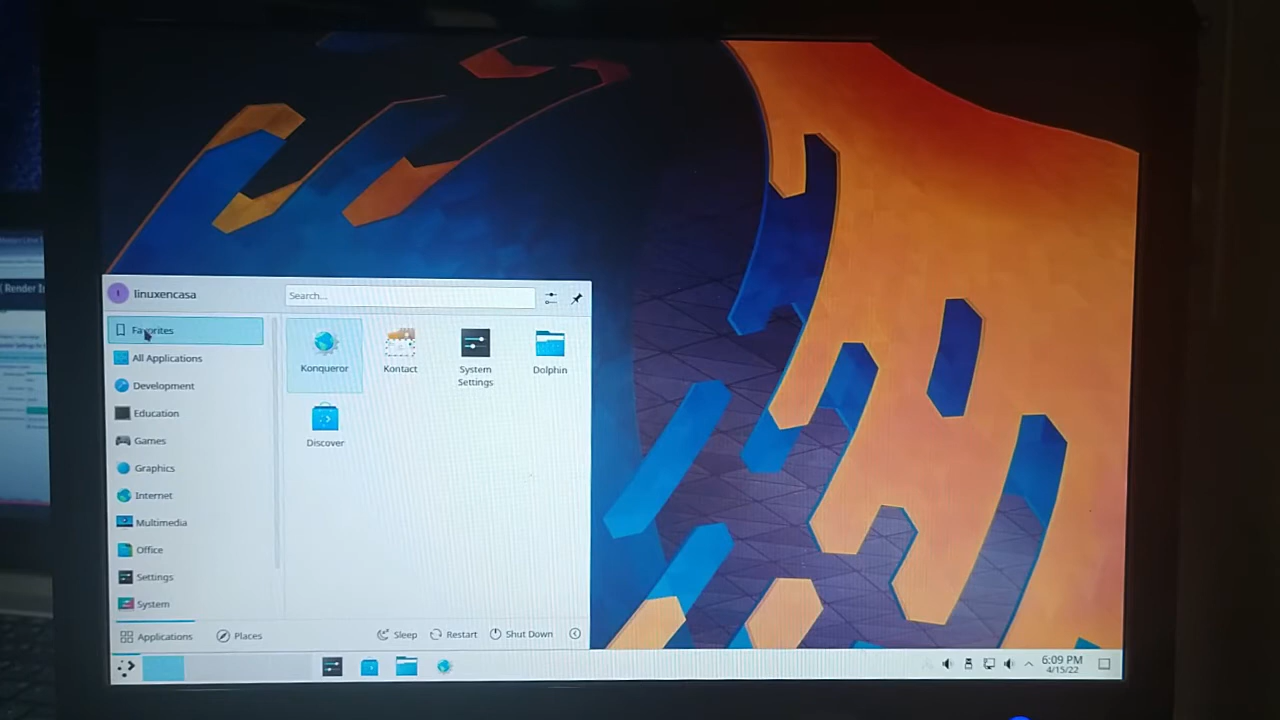 linuxencasa
Search...
Favorites
All Applications
Development
Education
Games
Graphics
Internet
Multimedia
Office
Settings
System
Konqueror
Kontact
System
Settings
Dolphin
Discover
Applications
Places
Sleep
Restart
Shut Down
6:09 PM
4/15/22